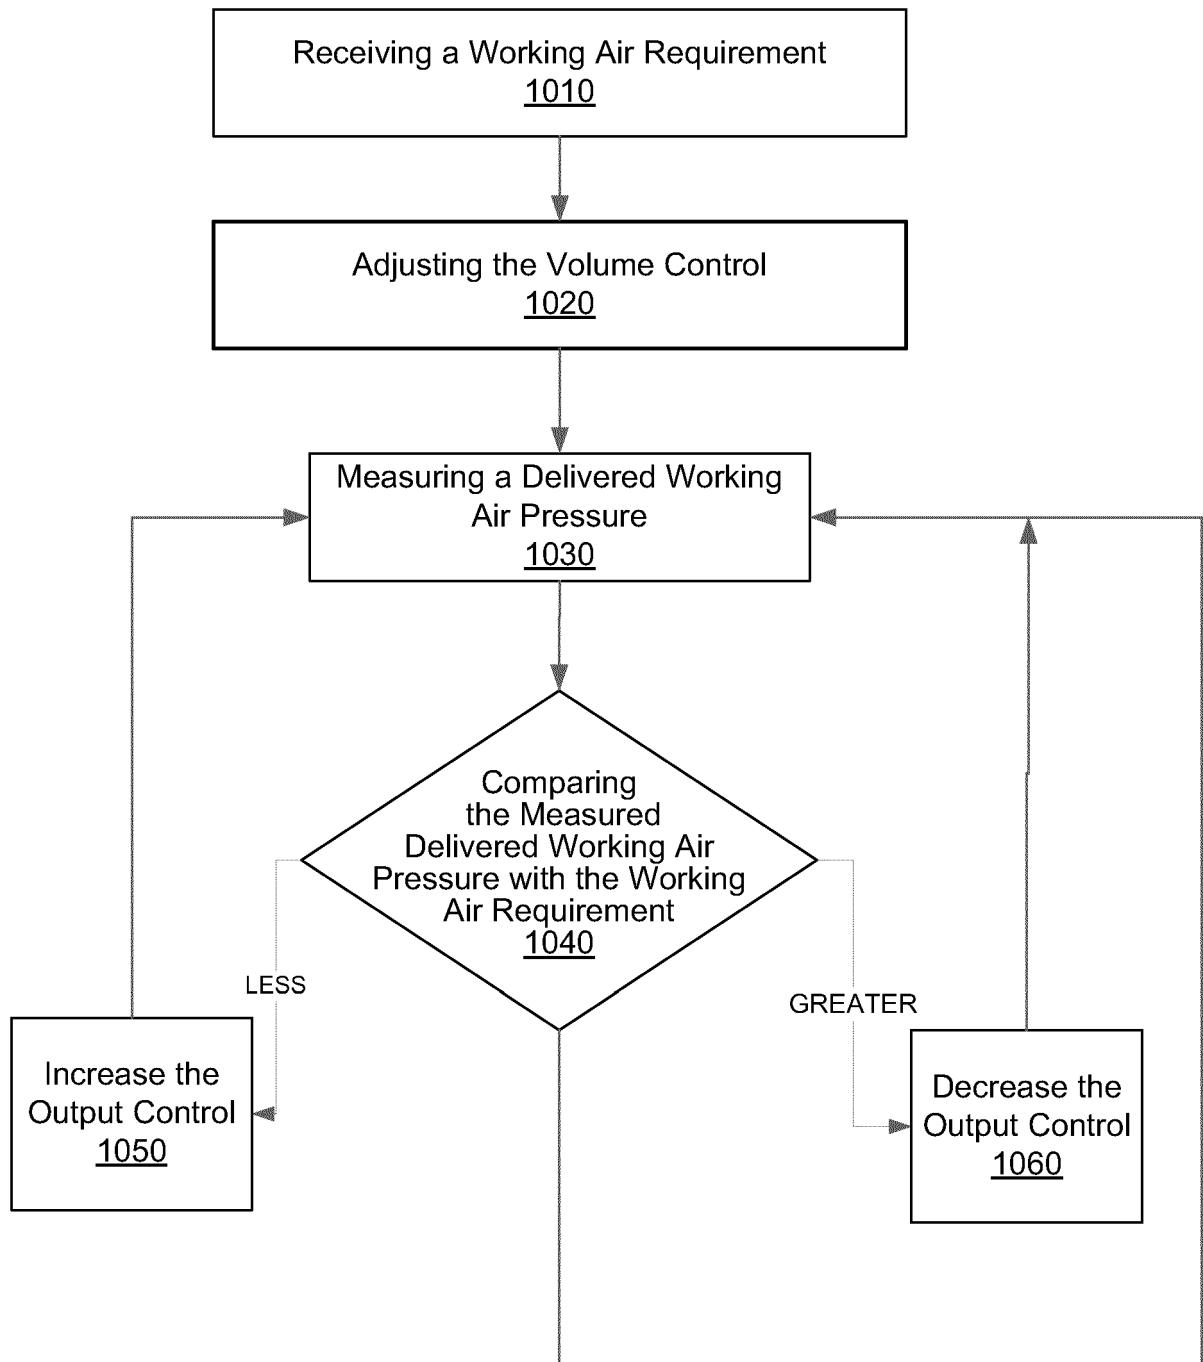 Receiving a Working Air Requirement
1010
Adjusting the Volume Control
1020
Measuring a Delivered Working
Air Pressure
1030
Comparing
the Measured
Delivered Working Air
Pressure with the Working
Air Requirement
1040
LESS
GREATER
Increase the
Output Control
1050
Decrease the
Output Control
1060